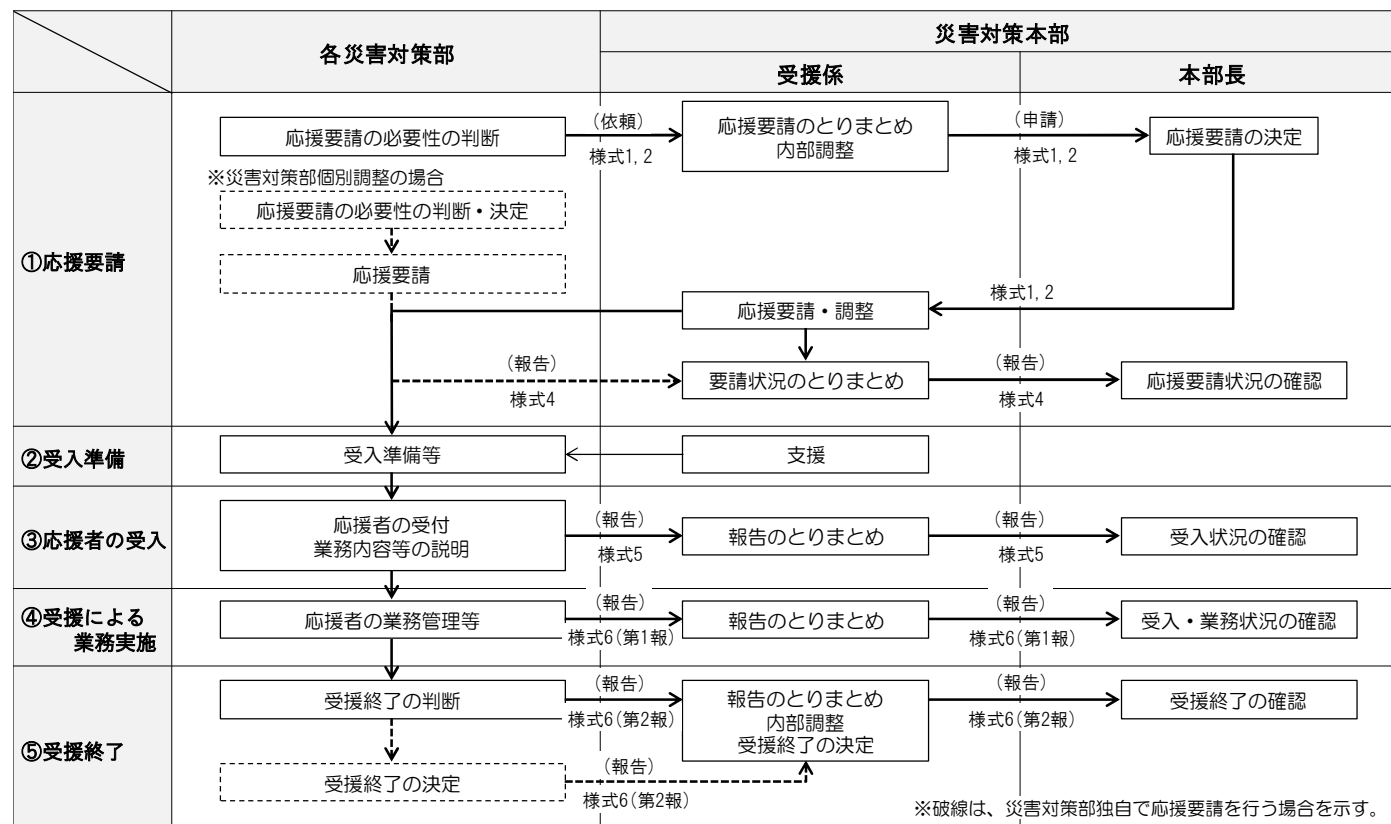 各災害対策部
災害対策本部
受援係
本部長
①応援要請
応援要請の必要性の判断
(依頼)
様式1,2
応援要請のとりまとめ
内部調整
(申請)
様式1,2
応援要請の決定
※災害対策部個別調整の場合
応援要請の必要性の判断・決定
応援要請
様式1,2
応援要請・調整
(報告)
様式4
要請状況のとりまとめ
(報告)
様式4
応援要請状況の確認
②受入準備
受入準備等
支援
③応援者の受入
応援者の受付
業務内容等の説明
(報告)
様式5
報告のとりまとめ
(報告)
様式5
受入状況の確認
④受援による
業務実施
応援者の業務管理等
(報告)
様式6(第1報)
報告のとりまとめ
(報告)
様式6(第1報)
受入・業務状況の確認
⑤受援終了
受援終了の判断
(報告)
様式6(第2報)
報告のとりまとめ
内部調整
受援終了の決定
(報告)
様式6(第2報)
受援終了の確認
受援終了の決定
(報告)
様式6(第2報)
※破線は、災害対策部独自で応援要請を行う場合を示す。